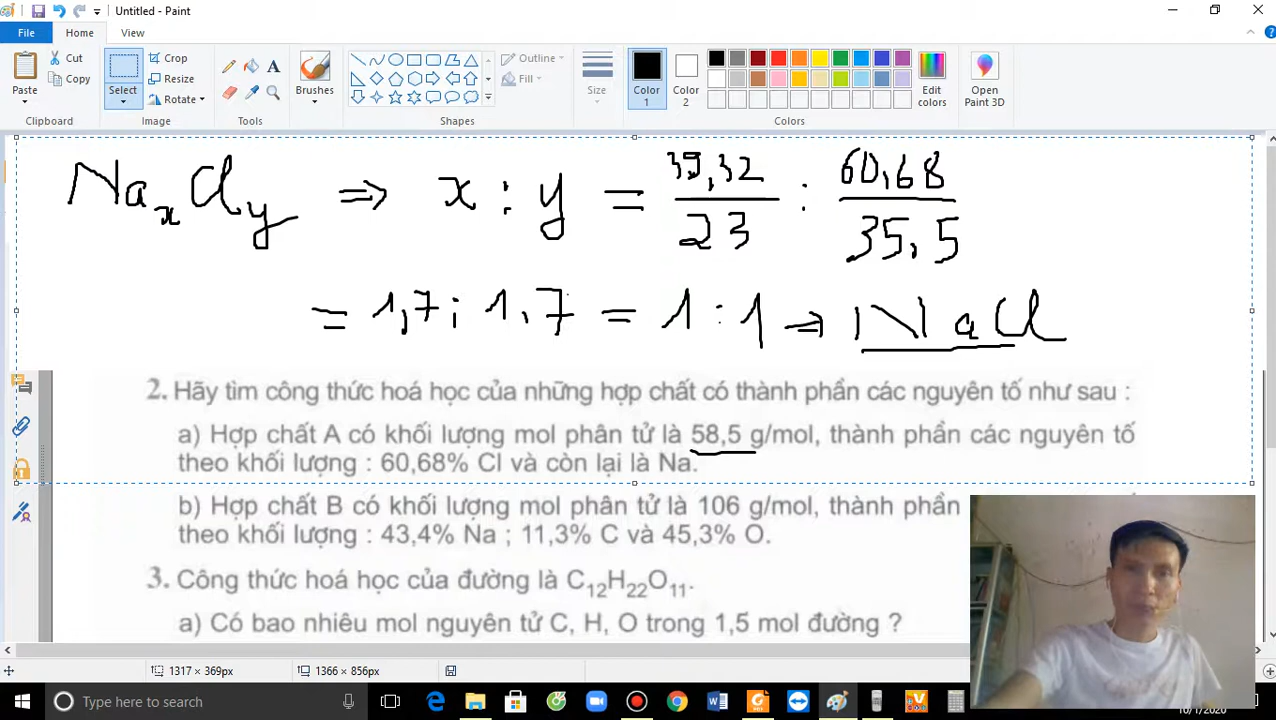 Untitled - Paint
File Home View
Cut
Copy
Paste
Clipboard
Select
Crop
Resize
Rotate
Image
A
Tools
Brushes
Outline
Fill
Shapes
Size
Color 1
Color 2
Edit colors
Colors
Open Paint 3D
NaxCly => x : y = 39,32/23 : 60,68/35,5
= 1,7 : 1,7 = 1 : 1 => NaCl
2. Hãy tìm công thức hoá học của những hợp chất có thành phần các nguyên tố như sau :
a) Hợp chất A có khối lượng mol phân tử là 58,5 g/mol, thành phần các nguyên tố
theo khối lượng : 60,68% Cl và còn lại là Na.
b) Hợp chất B có khối lượng mol phân tử là 106 g/mol, thành phần
theo khối lượng : 43,4% Na ; 11,3% C và 45,3% O.
3. Công thức hoá học của đường là C12H22O11.
a) Có bao nhiêu mol nguyên tử C, H, O trong 1,5 mol đường ?
1317 × 369px
1366 × 856px
Type here to search
10/1/2020